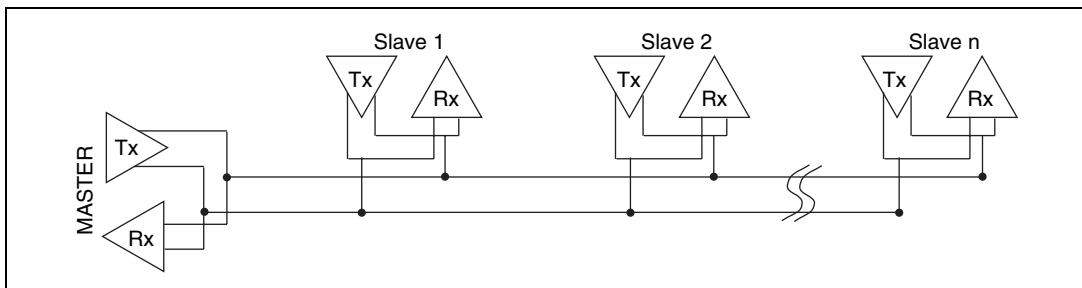 Slave 1
Slave 2
Slave n
Tx
Rx
Tx
Rx
Tx
Rx
MASTER
Tx
Rx